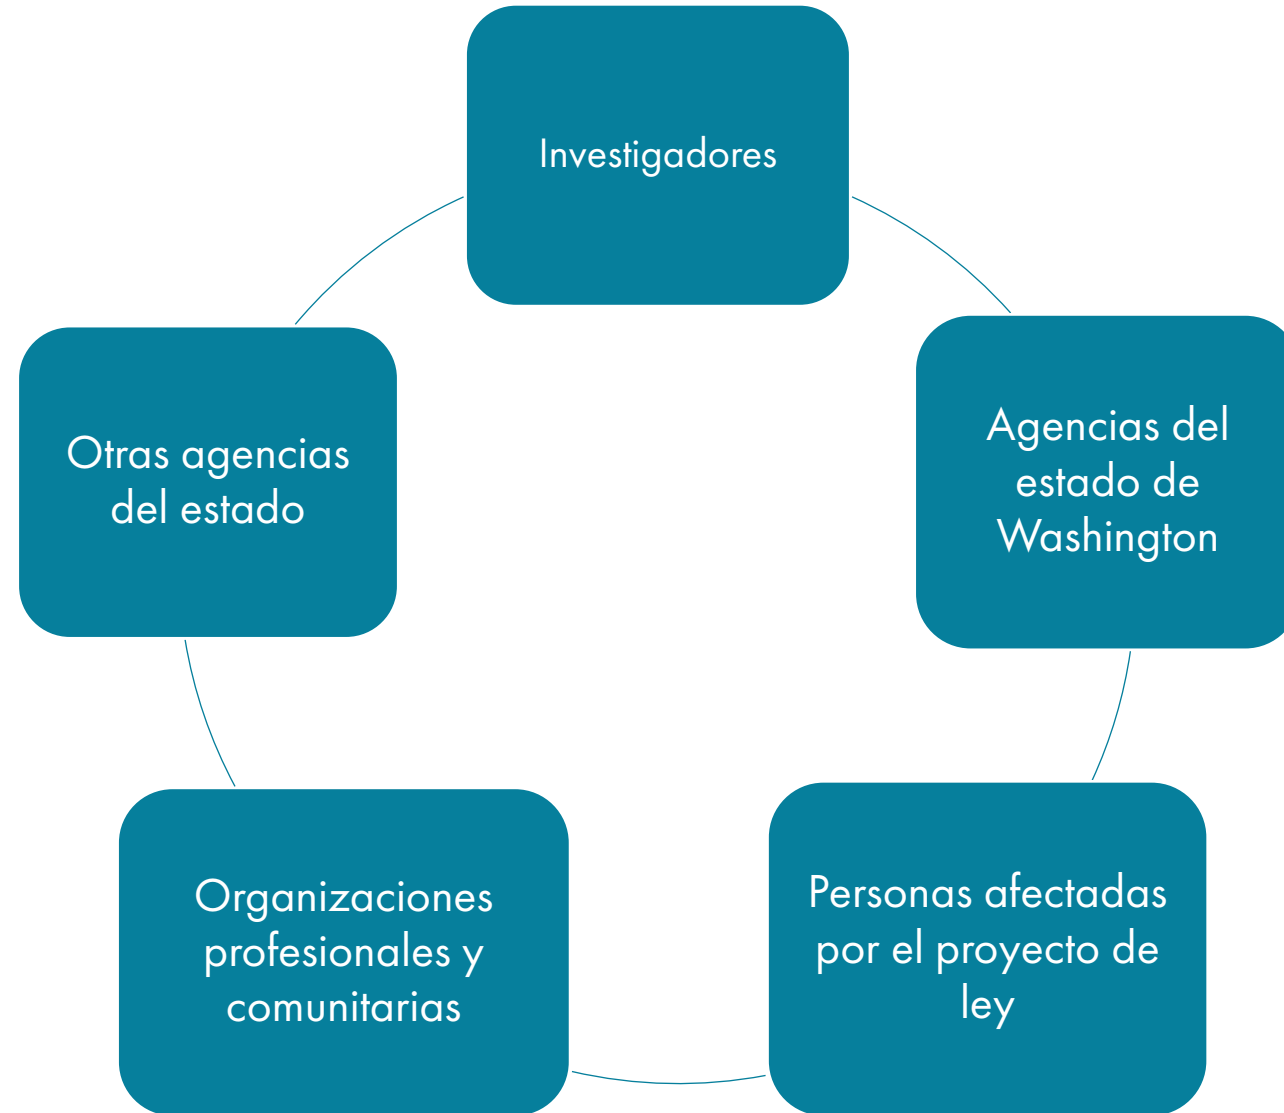 Investigadores
Agencias del
estado de
Washington
Personas afectadas
por el proyecto de
ley
Organizaciones
profesionales y
comunitarias
Otras agencias
del estado